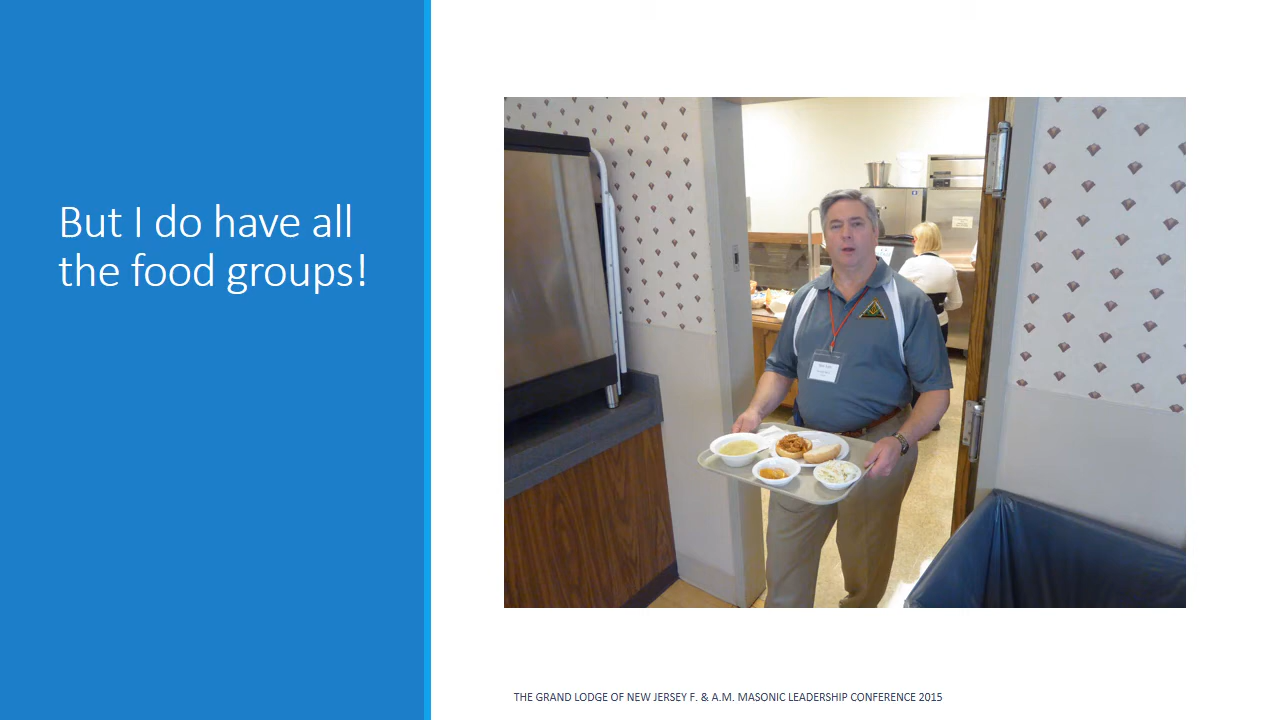 But I do have all
the food groups!
THE GRAND LODGE OF NEW JERSEY F. & A.M. MASONIC LEADERSHIP CONFERENCE 2015